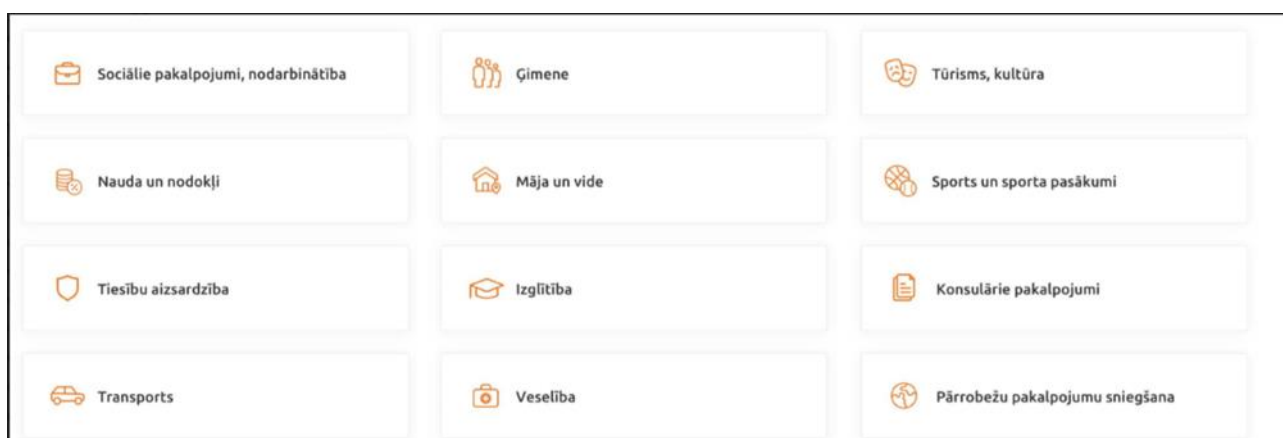 Sociālie pakalpojumi, nodarbinātība
Ģimene
Tūrisms, kultūra
Nauda un nodokļi
Māja un vide
Sports un sporta pasākumi
Tiesību aizsardzība
Izglītība
Konsulārie pakalpojumi
Transports
Veselība
Pārrobežu pakalpojumu sniegšana